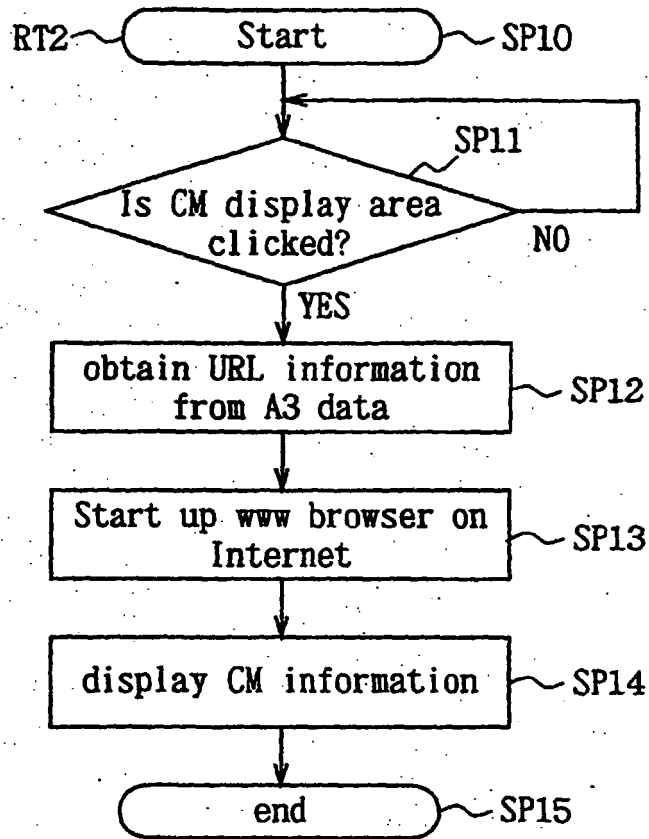 RT2 Start SP10
SP11
Is CM display area
clicked?
NO
YES
obtain URL information
from A3 data
SP12
Start up www browser on
Internet
SP13
display CM information SP14
end SP15